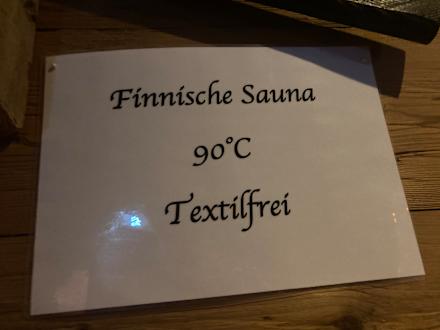 Finnische Sauna
90°C
Textilfrei